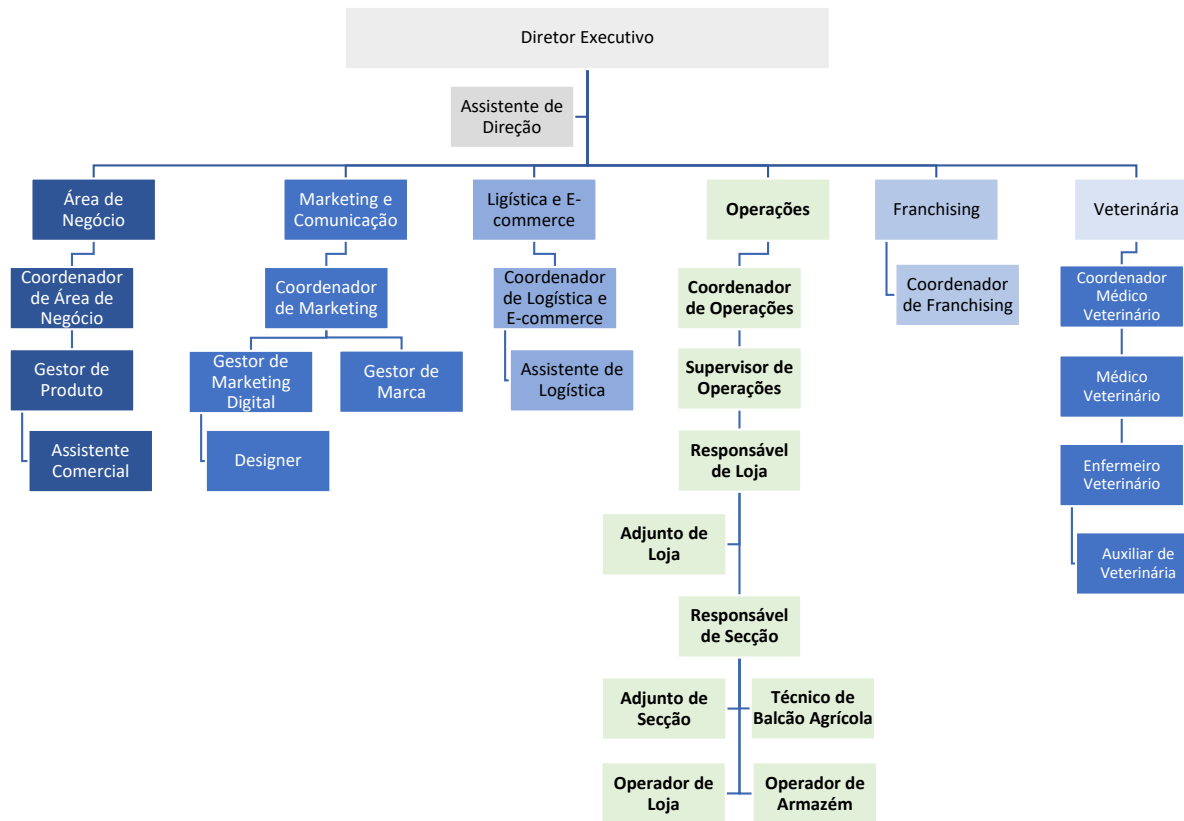 Diretor Executivo
Assistente de
Direção
Área de
Negócio
Marketing e
Comunicação
Ligística e E-
commerce
Operações
Franchising
Veterinária
Coordenador
de Área de
Negócio
Coordenador
de Marketing
Coordenador
de Logística e
E-commerce
Coordenador
de Operações
Coordenador
de Franchising
Coordenador
Médico
Veterinário
Gestor de
Produto
Gestor de
Marketing
Digital
Gestor de
Marca
Assistente de
Logística
Supervisor de
Operações
Médico
Veterinário
Assistente
Comercial
Designer
Responsável
de Loja
Enfermeiro
Veterinário
Adjunto de
Loja
Auxiliar de
Veterinária
Responsável
de Secção
Adjunto de
Secção
Técnico de
Balcão Agrícola
Operador de
Loja
Operador de
Armazém